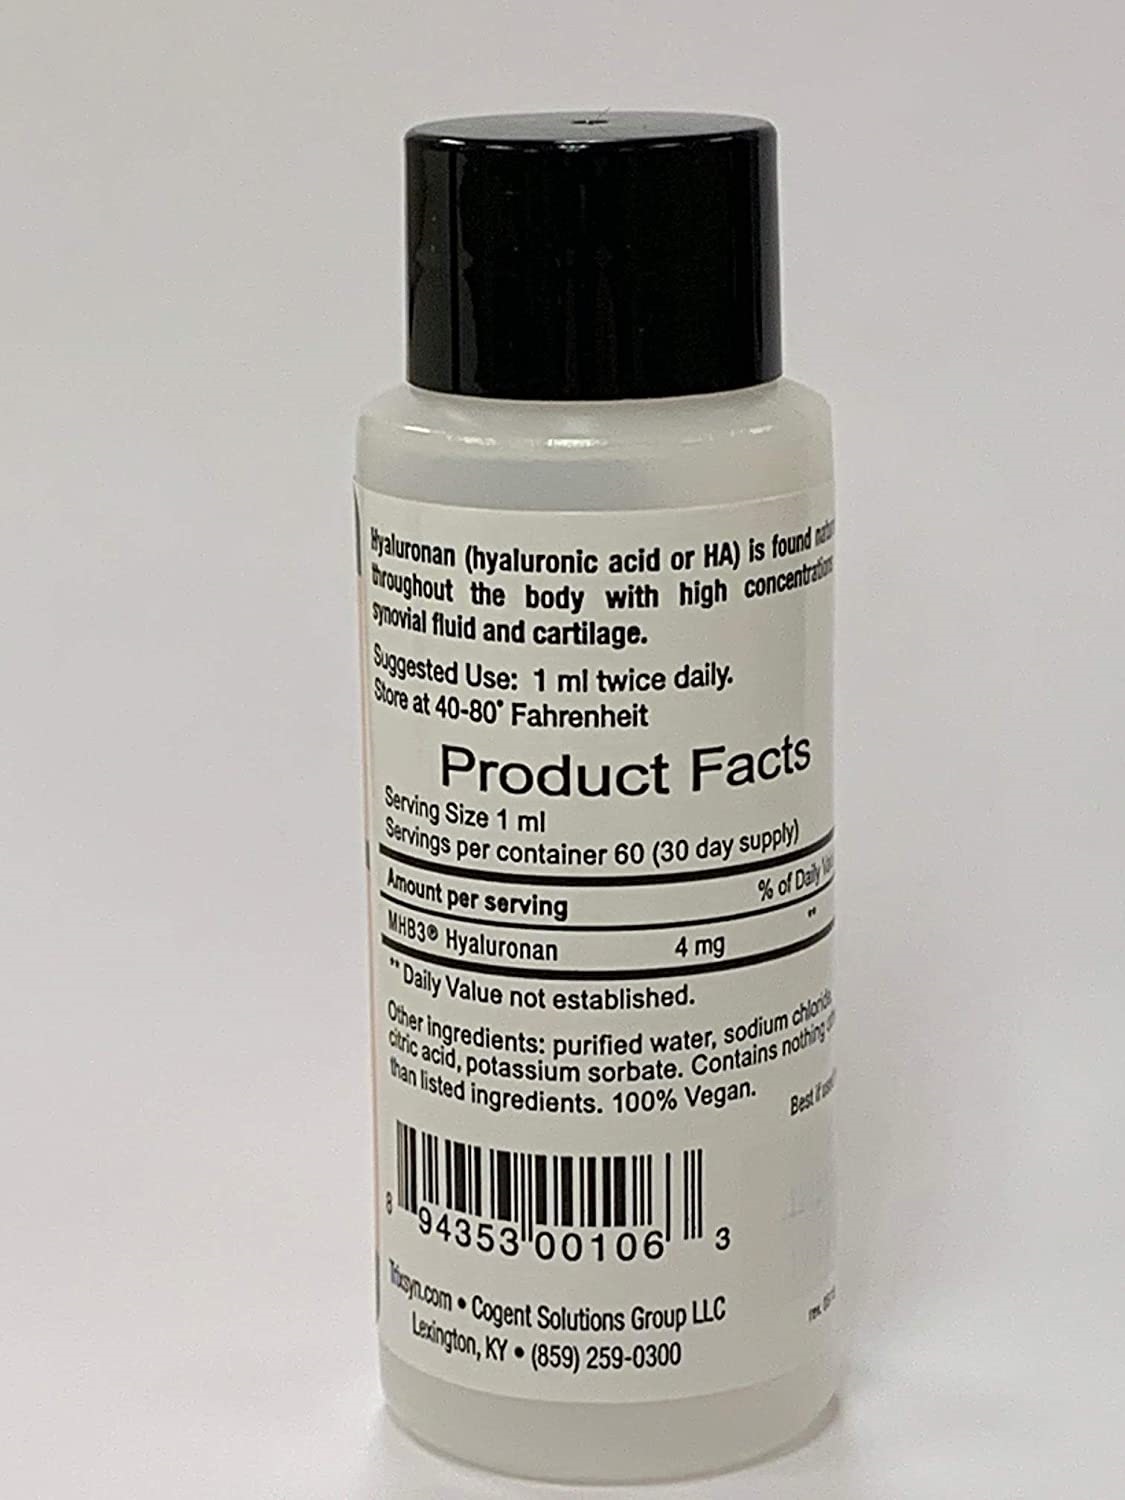 Hyaluronan (hyaluronic acid or HA) is found
throughout the body with high concentrations
synovial fluid and cartilage.
Suggested Use: 1 ml twice daily.
Store at 40-80° Fahrenheit
Product Facts
Serving Size 1 ml
Servings per container 60 (30 day supply)
Amount per serving % of Daily
MHB3® Hyaluronan 4 mg **
**Daily Value not established.
Other ingredients: purified water, sodium chloride,
citric acid, potassium sorbate. Contains nothing
than listed ingredients. 100% Vegan.
Best if used
8 94353 00106 3
Trixsyn.com • Cogent Solutions Group LLC
rev.
Lexington, KY • (859) 259-0300